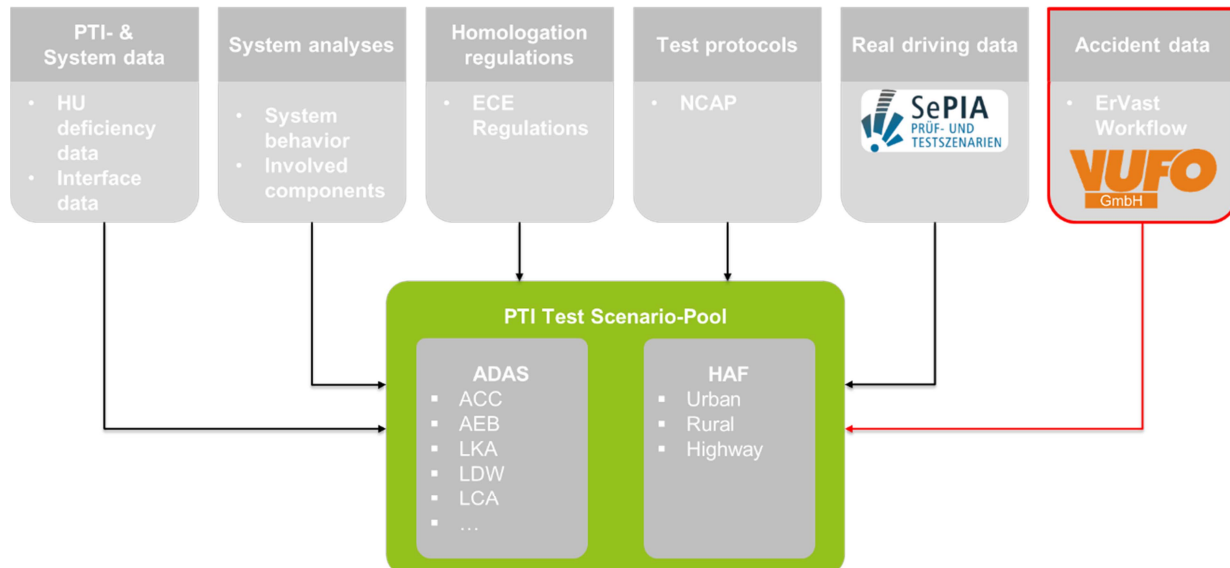 PTI- &
System data
• HU
deficiency
data
• Interface
data
System analyses
• System
behavior
• Involved
components
Homologation
regulations
• ECE
Regulations
Test protocols
• NCAP
Real driving data
SePIA
PRÜF- UND
TESTSZENARIEN
Accident data
• ErVast
Workflow
VUFO
GmbH
PTI Test Scenario-Pool
ADAS
▪ ACC
▪ AEB
▪ LKA
▪ LDW
▪ LCA
▪ ...
HAF
▪ Urban
▪ Rural
▪ Highway